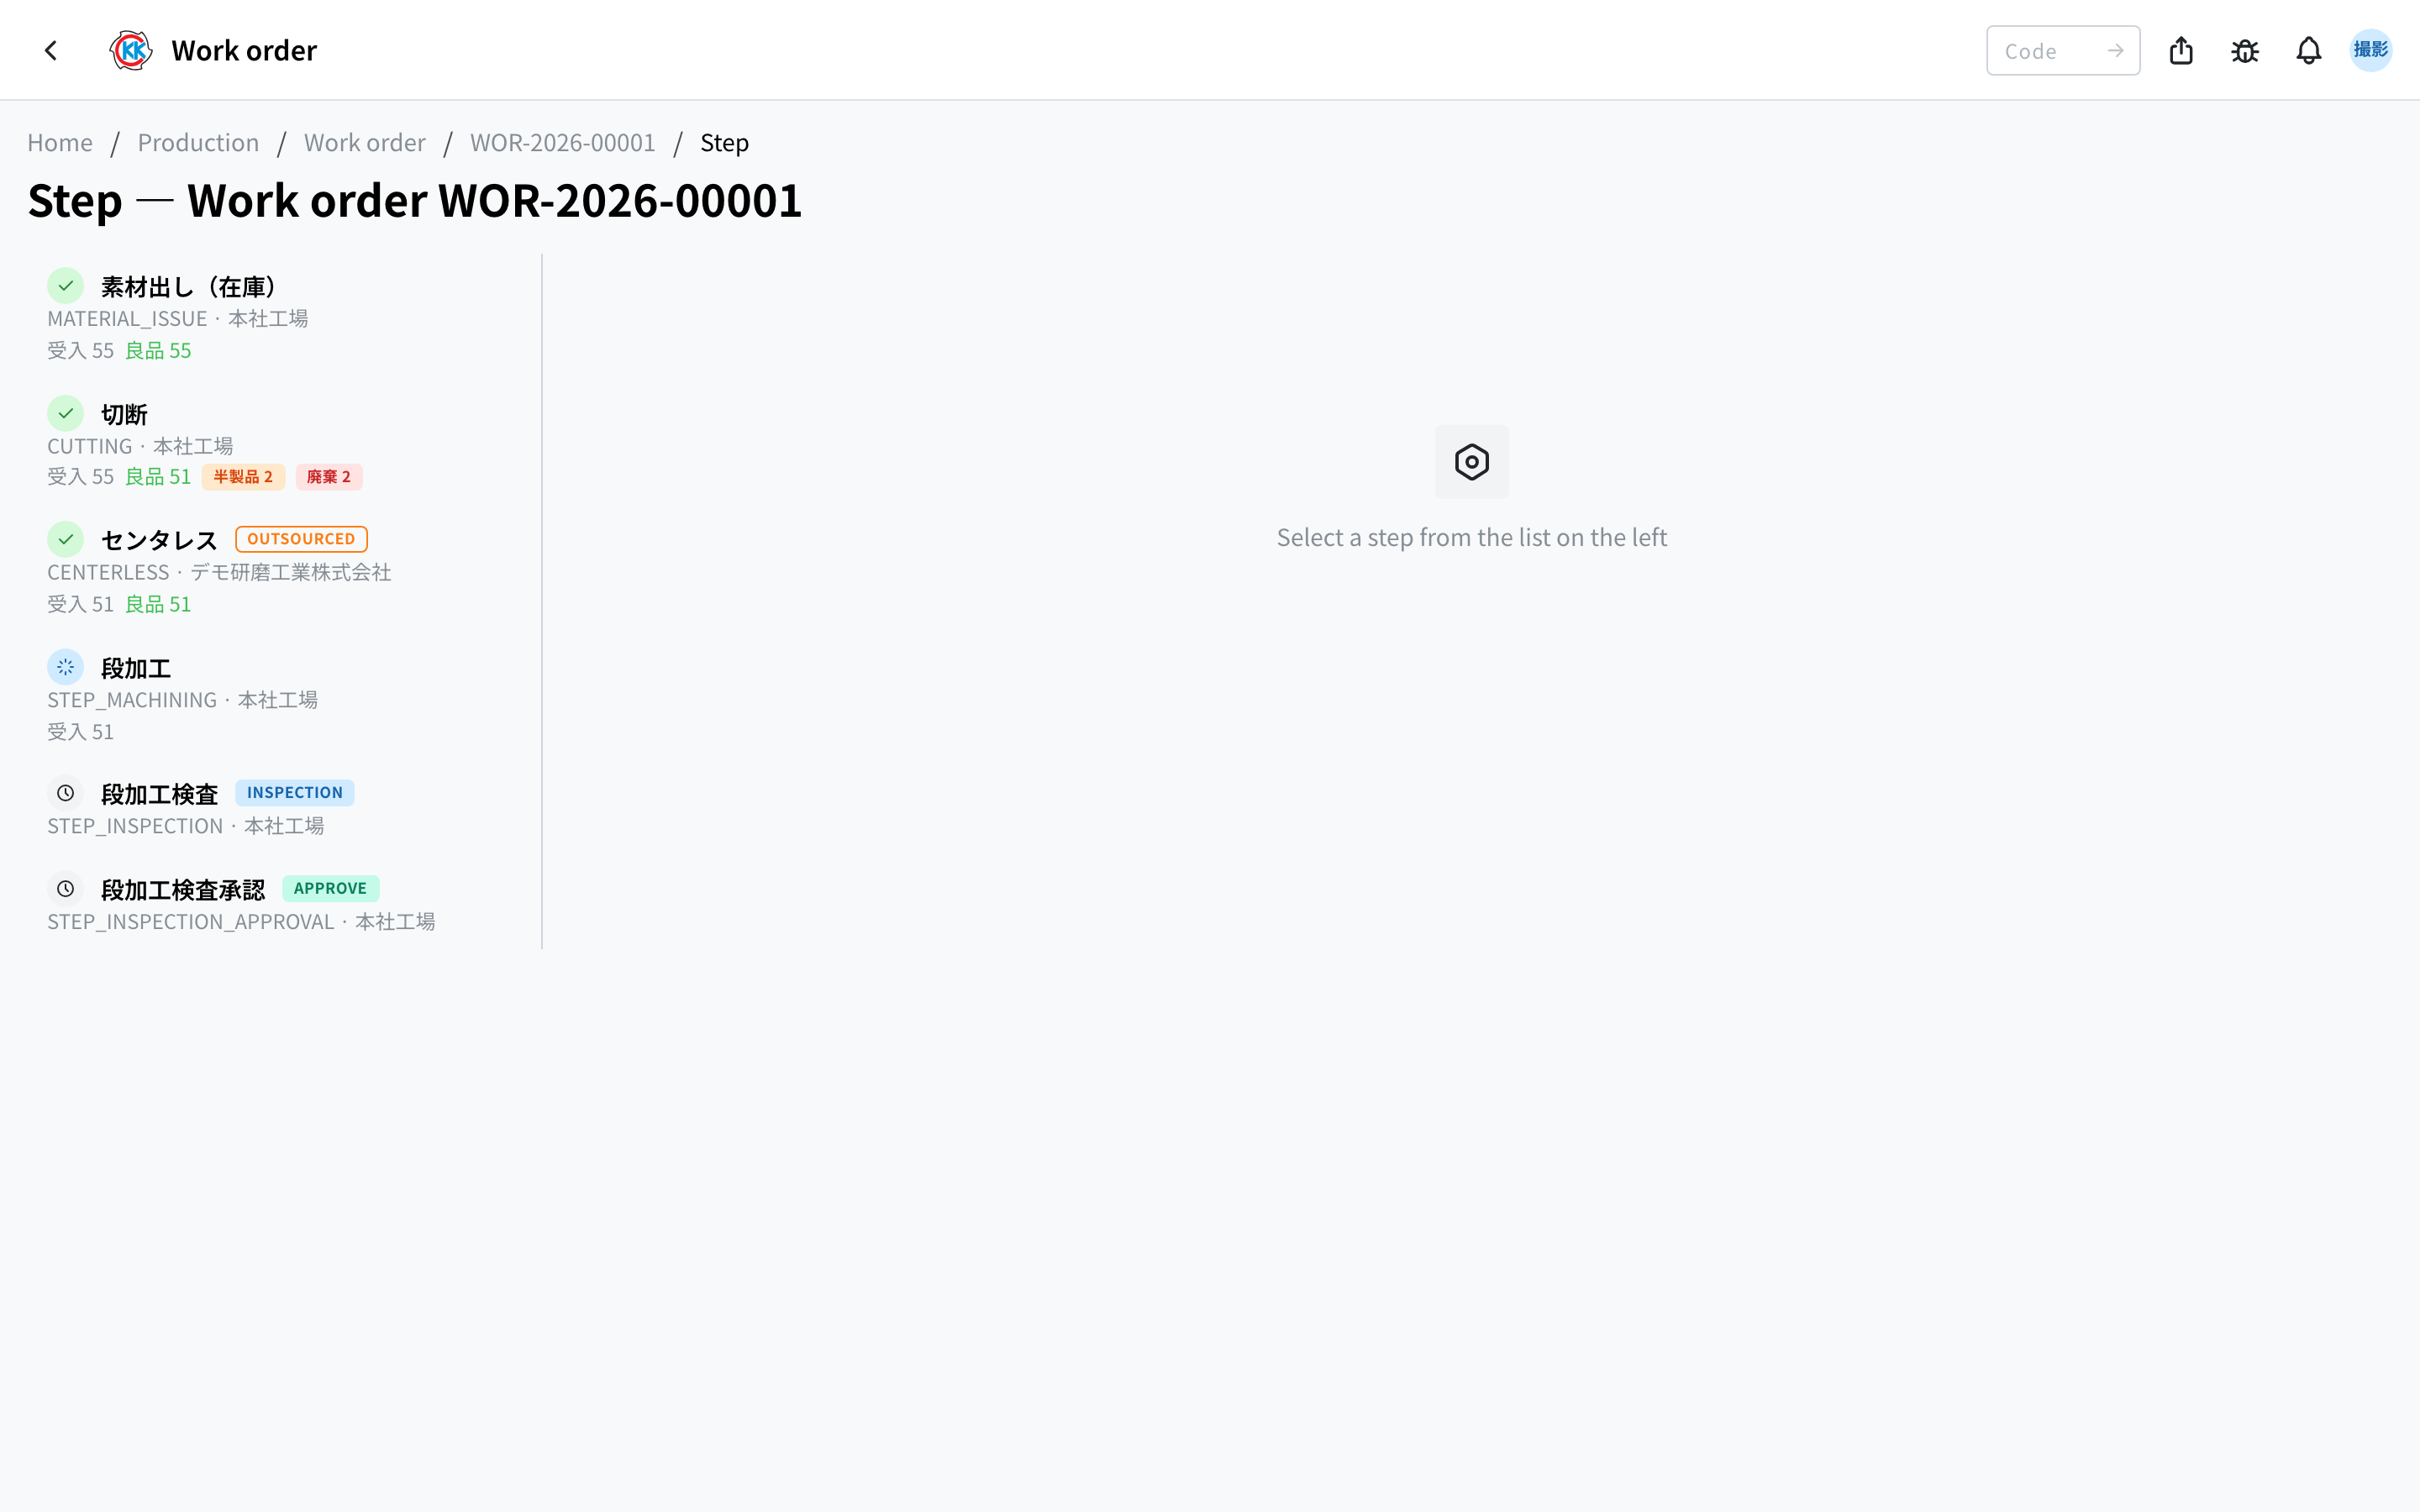 KK Work order Code 撮影
Home / Production / Work order / WOR-2026-00001 / Step
Step — Work order WOR-2026-00001
素材出し（在庫）
MATERIAL_ISSUE · 本社工場
受入 55 良品 55
切断
CUTTING · 本社工場
受入 55 良品 51 半製品 2 廃棄 2
センタレス OUTSOURCED
CENTERLESS · デモ研磨工業株式会社
受入 51 良品 51
段加工
STEP_MACHINING · 本社工場
受入 51
段加工検査 INSPECTION
STEP_INSPECTION · 本社工場
段加工検査承認 APPROVE
STEP_INSPECTION_APPROVAL · 本社工場
Select a step from the list on the left